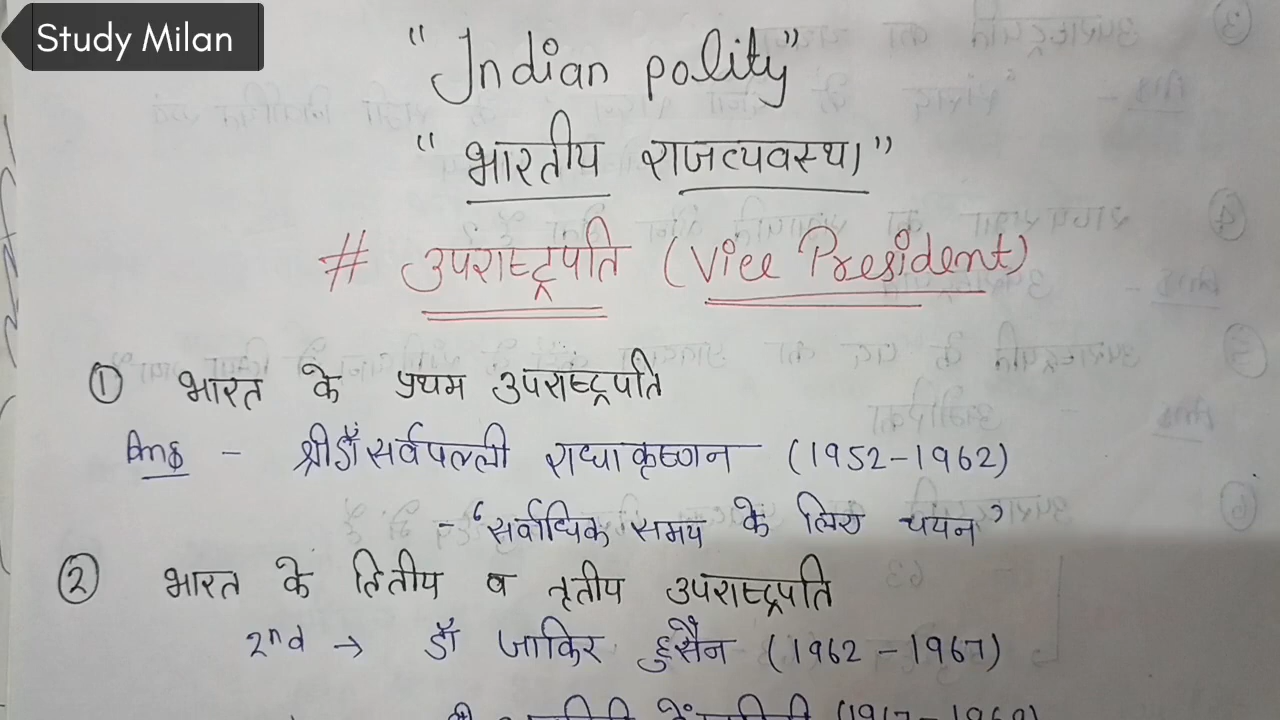 Study Milan
"Indian polity"
"भारतीय राजव्यवस्था"
# उपराष्ट्रपति (Vice President)
① भारत के प्रथम उपराष्ट्रपति
Ans - श्री डॉ सर्वपल्ली राधाकृष्णन (1952-1962)
- 'सर्वाधिक समय के लिए चयन'
② भारत के द्वितीय व तृतीय उपराष्ट्रपति
2nd → डॉ जाकिर हुसैन (1962-1967)